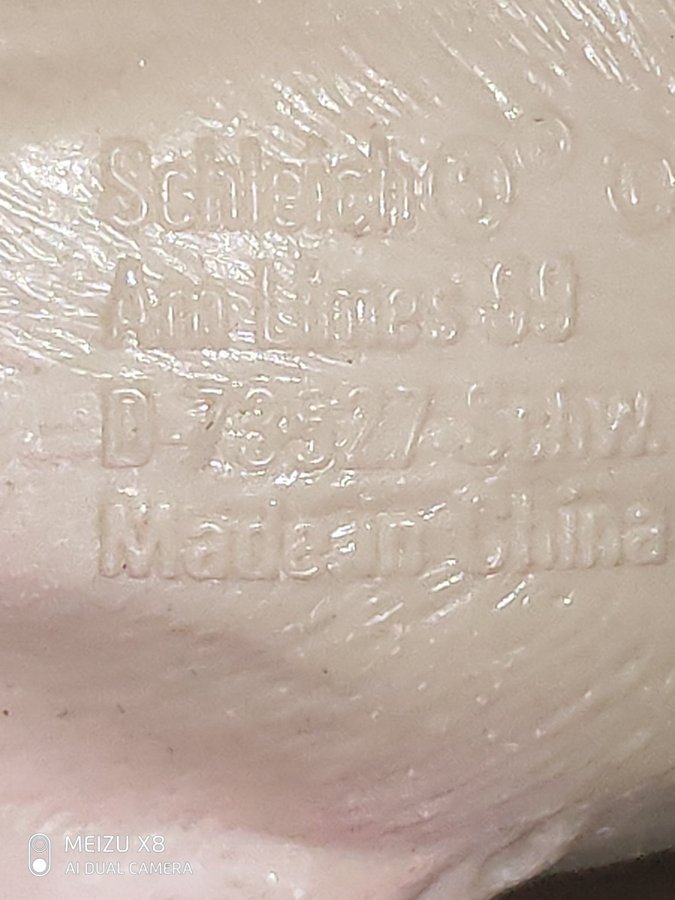 Schleich ®
©
Am Limes 69
D-73527 Schw.
Made in China
MEIZU X8
AI DUAL CAMERA